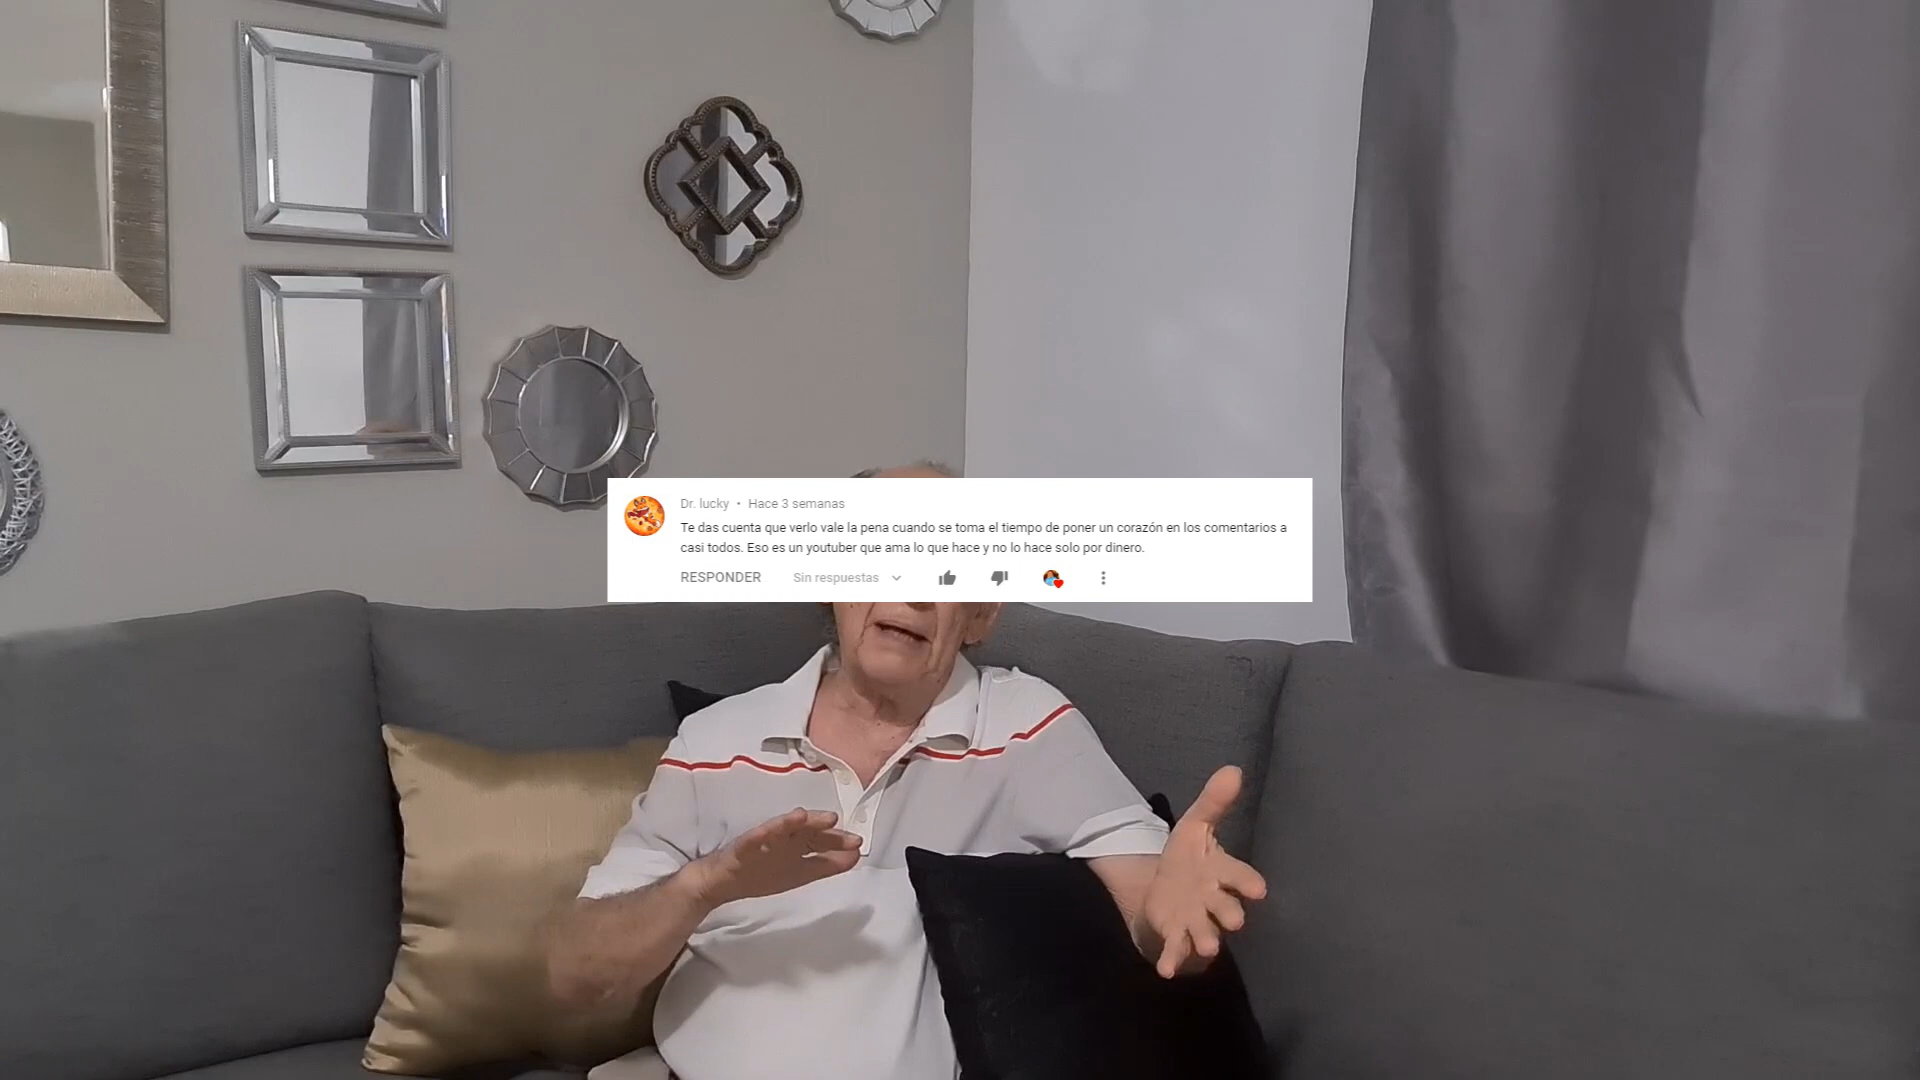 Dr. lucky • Hace 3 semanas
Te das cuenta que verlo vale la pena cuando se toma el tiempo de poner un corazón en los comentarios a
casi todos. Eso es un youtuber que ama lo que hace y no lo hace solo por dinero.
RESPONDER Sin respuestas